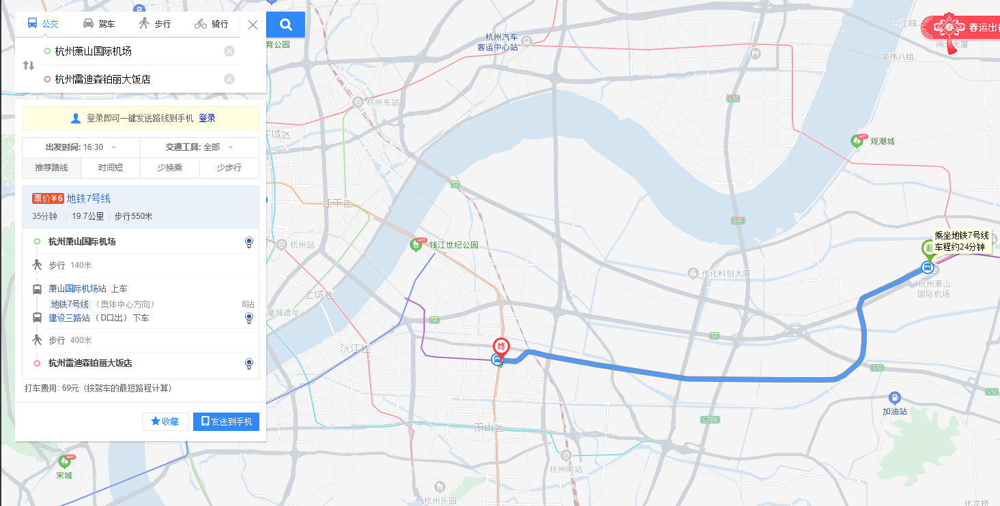 公交
驾车
步行
骑行
杭州萧山国际机场
杭州雷迪森铂丽大饭店
登录即可一键发送路线到手机 登录
出发时间: 16:30
交通工具: 全部
推荐路线
时间短
少换乘
少步行
票价¥6 地铁7号线
35分钟 | 19.7公里 | 步行550米
杭州萧山国际机场
步行 140米
萧山国际机场站 上车
地铁7号线 (奥体中心方向) 8站
建设三路站 (D口出) 下车
步行 400米
杭州雷迪森铂丽大饭店
打车费用: 69元 (按驾车的最短路程计算)
收藏
发送到手机
育公园
杭州汽车
客运中心站
三工段
春
春运出行
文伟八组
杭州东站
下城区
G92
观潮城
HOT
S2
江干区
G60
杭州站
钱江世纪公园
HOT
乘坐地铁7号线
车程约24分钟
起
传化科创大厦
杭州萧山
国际机场
上城区
皇城遗址
S4
S4
终
滨江区
G92
G92
加油站
G2504
萧山区
杭州南站
HOT
宋城
杭州乐园
化龙桥